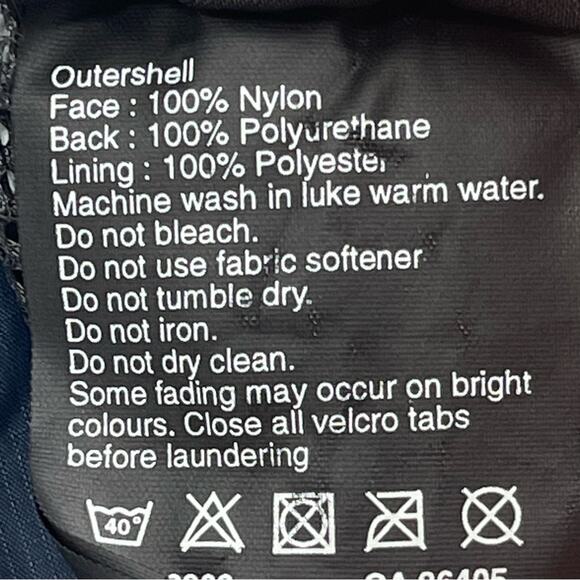 Outershell
Face : 100% Nylon
Back : 100% Polyurethane
Lining : 100% Polyester
Machine wash in luke warm water.
Do not bleach.
Do not use fabric softener
Do not tumble dry.
Do not iron.
Do not dry clean.
Some fading may occur on bright
colours. Close all velcro tabs
before laundering
40°